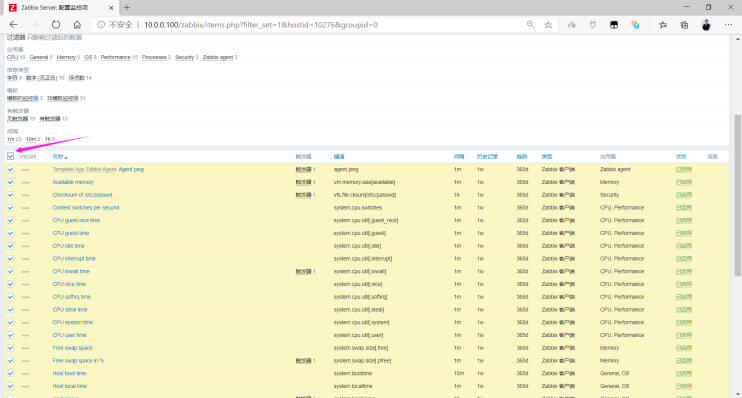 Zabbix Server: 配置监控项
不安全 | 10.0.0.100/zabbix/items.php?filter_set=1&hostid=10276&groupid=0
过滤器 只影响过滤后的数据
应用集
CPU 15 General 5 Memory 5 OS 8 Performance 15 Processes 2 Security 2 Zabbix agent 3
信息类型
字符 4 数字 (无正负) 16 浮点数 14
模板
模板的监控项 3 非模板监控项 31
有触发器
无触发器 19 有触发器 15
间隔
1m 23 10m 2 1h 9
Wizard 名称 触发器 键值 间隔 历史记录 趋势 类型 应用集 状态 信息
Template App Zabbix Agent: Agent ping 触发器 1 agent.ping 1m 1w 365d Zabbix 客户端 Zabbix agent 已启用
Available memory 触发器 1 vm.memory.size[available] 1m 1w 365d Zabbix 客户端 Memory 已启用
Checksum of /etc/passwd 触发器 1 vfs.file.cksum[/etc/passwd] 1h 1w 365d Zabbix 客户端 Security 已启用
Context switches per second system.cpu.switches 1m 1w 365d Zabbix 客户端 CPU, Performance 已启用
CPU guest nice time system.cpu.util[,guest_nice] 1m 1w 365d Zabbix 客户端 CPU, Performance 已启用
CPU guest time system.cpu.util[,guest] 1m 1w 365d Zabbix 客户端 CPU, Performance 已启用
CPU idle time system.cpu.util[,idle] 1m 1w 365d Zabbix 客户端 CPU, Performance 已启用
CPU interrupt time system.cpu.util[,interrupt] 1m 1w 365d Zabbix 客户端 CPU, Performance 已启用
CPU iowait time 触发器 1 system.cpu.util[,iowait] 1m 1w 365d Zabbix 客户端 CPU, Performance 已启用
CPU nice time system.cpu.util[,nice] 1m 1w 365d Zabbix 客户端 CPU, Performance 已启用
CPU softirq time system.cpu.util[,softirq] 1m 1w 365d Zabbix 客户端 CPU, Performance 已启用
CPU steal time system.cpu.util[,steal] 1m 1w 365d Zabbix 客户端 CPU, Performance 已启用
CPU system time system.cpu.util[,system] 1m 1w 365d Zabbix 客户端 CPU, Performance 已启用
CPU user time system.cpu.util[,user] 1m 1w 365d Zabbix 客户端 CPU, Performance 已启用
Free swap space system.swap.size[,free] 1m 1w 365d Zabbix 客户端 Memory 已启用
Free swap space in % 触发器 1 system.swap.size[,pfree] 1m 1w 365d Zabbix 客户端 Memory 已启用
Host boot time system.boottime 10m 1w 365d Zabbix 客户端 General, OS 已启用
Host local time system.localtime 1m 1w 365d Zabbix 客户端 General, OS 已启用